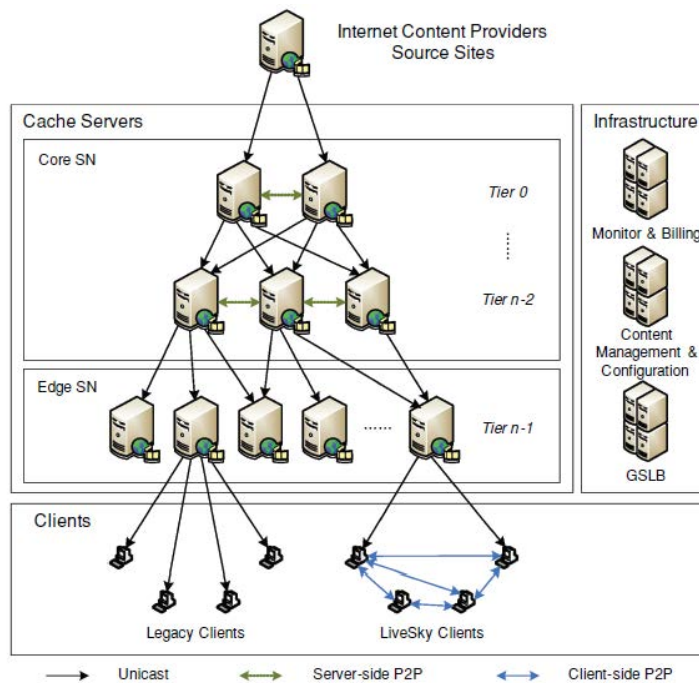 Internet Content Providers
Source Sites
Cache Servers
Infrastructure
Core SN
Tier 0
Monitor & Billing
Tier n-2
Content
Management &
Configuration
Edge SN
Tier n-1
GSLB
Clients
Legacy Clients
LiveSky Clients
Unicast
Server-side P2P
Client-side P2P